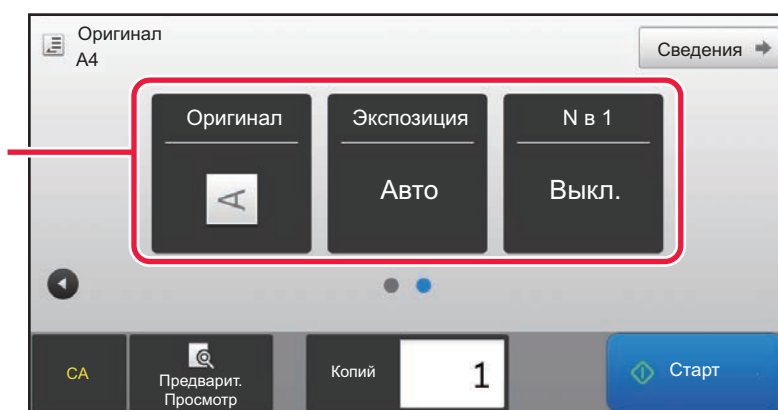 Оригинал
A4
Сведения
Оригинал
Экспозиция
N в 1
A
Авто
Выкл.
CA
Предварит.
Просмотр
Копий
1
Старт